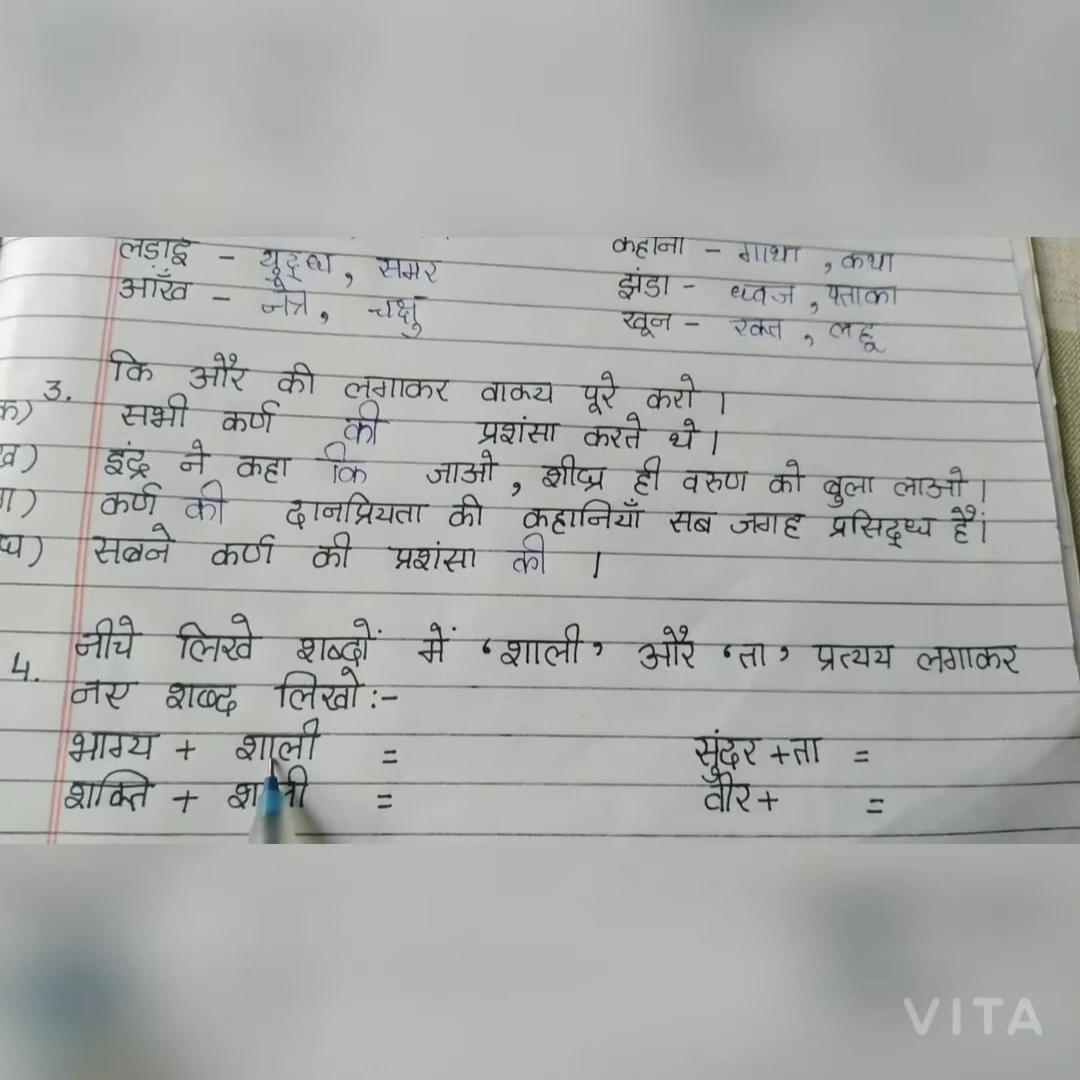 लड़ाई - युद्ध, समर
कहानी - गाथा, कथा
आँख - नेत्र, चक्षु
झंडा - ध्वज, पताका
खून - रक्त, लहू
3. कि और की लगाकर वाक्य पूरे करो।
क) सभी कर्ण की प्रशंसा करते थे।
ख) इंद्र ने कहा कि जाओ, शीघ्र ही वरुण को बुला लाओ।
ग) कर्ण की दानप्रियता की कहानियाँ सब जगह प्रसिद्ध हैं।
घ) सबने कर्ण की प्रशंसा की।
4. नीचे लिखे शब्दों में 'शाली' और 'ता' प्रत्यय लगाकर
नए शब्द लिखो:-
भाग्य + शाली =
सुंदर + ता =
शक्ति + शाली =
वीर + =
VITA